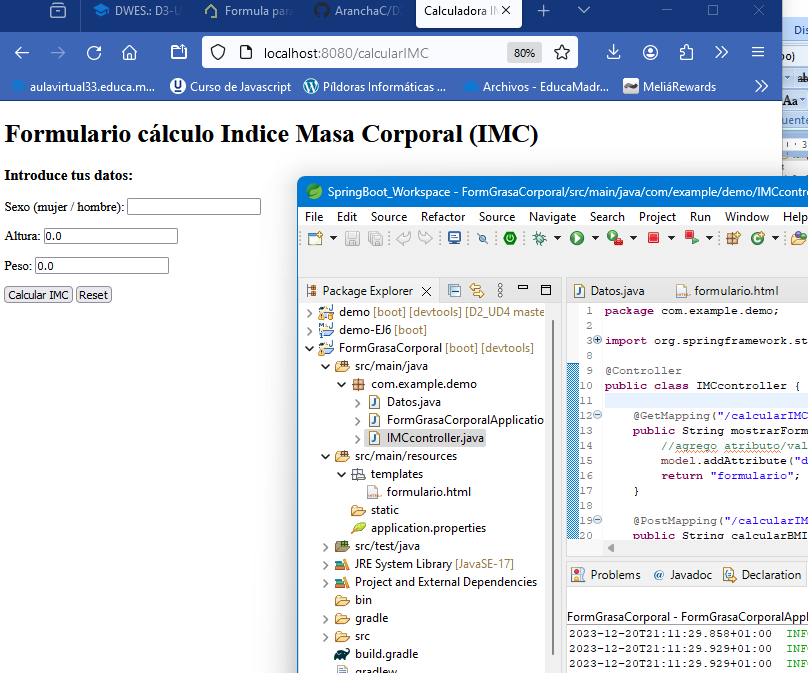 DWES.: D3-U
Formula para
AranchaC/D
Calculadora IM
localhost:8080/calcularIMC
80%
aulavirtual33.educa.m...
Curso de Javascript
Píldoras Informáticas ...
Archivos - EducaMadr...
MeliáRewards
Formulario cálculo Indice Masa Corporal (IMC)
Introduce tus datos:
Sexo (mujer / hombre):
Altura: 0.0
Peso: 0.0
Calcular IMC Reset
SpringBoot_Workspace - FormGrasaCorporal/src/main/java/com/example/demo/IMCcontro
File Edit Source Refactor Source Navigate Search Project Run Window Help
Package Explorer
demo [boot] [devtools] [D2_UD4 maste
demo-EJ6 [boot]
FormGrasaCorporal [boot] [devtools]
src/main/java
com.example.demo
Datos.java
FormGrasaCorporalApplicatio
IMCcontroller.java
src/main/resources
templates
formulario.html
static
application.properties
src/test/java
JRE System Library [JavaSE-17]
Project and External Dependencies
bin
gradle
src
build.gradle
gradlew
Datos.java formulario.html
1 package com.example.demo;
2
3 import org.springframework.st
8
9 @Controller
10 public class IMCcontroller {
11
12 @GetMapping("/calcularIMC
13 public String mostrarForm
14 //agrego atributo/val
15 model.addAttribute("d
16 return "formulario";
17 }
18
19 @PostMapping("/calcularIM
20 public String calcularBMI
Problems Javadoc Declaration
FormGrasaCorporal - FormGrasaCorporalAppl
2023-12-20T21:11:29.858+01:00 INFO
2023-12-20T21:11:29.929+01:00 INFO
2023-12-20T21:11:29.929+01:00 INFO